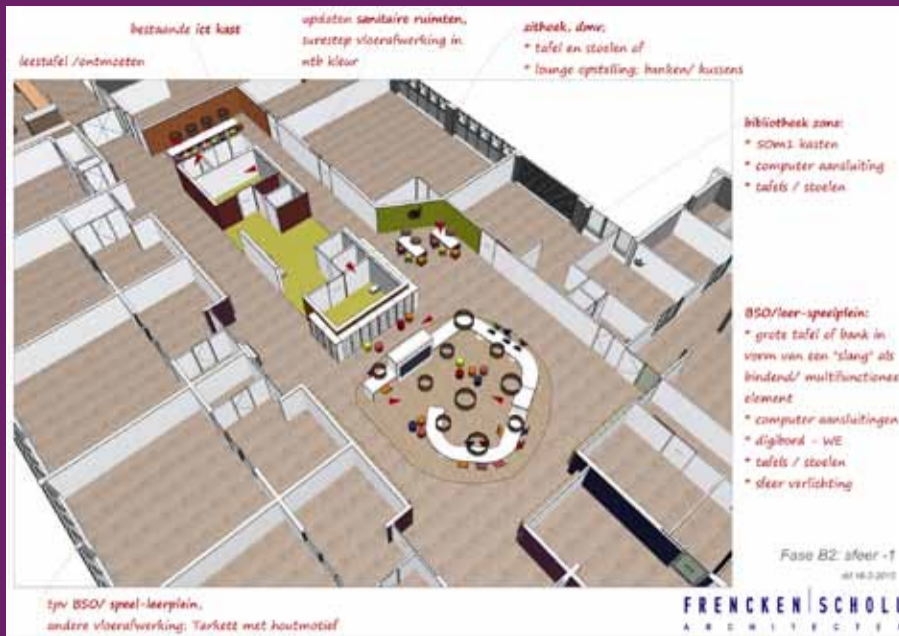 leestafel /ontmoeten
bestaande ict kast
updaten sanitaire ruimten,
surestep vloerafwerking in
ntb kleur
zithoek, dmv;
* tafel en stoelen of
* lounge opstelling; banken/ kussens
bibliotheek zone:
* 50m1 kasten
* computer aansluiting
* tafels / stoelen
BSO/leer-speelplein:
* grote tafel of bank in
vorm van een "slang" als
bindend/ multifunctionee
element
* computer aansluitingen
* digibord - WE
* tafels / stoelen
* sfeer verlichting
tpv BSO/ speel-leerplein,
andere vloerafwerking; Tarkett met houtmotief
Fase B2: sfeer -1
FRENCKEN SCHOLL
ARCHITECTE